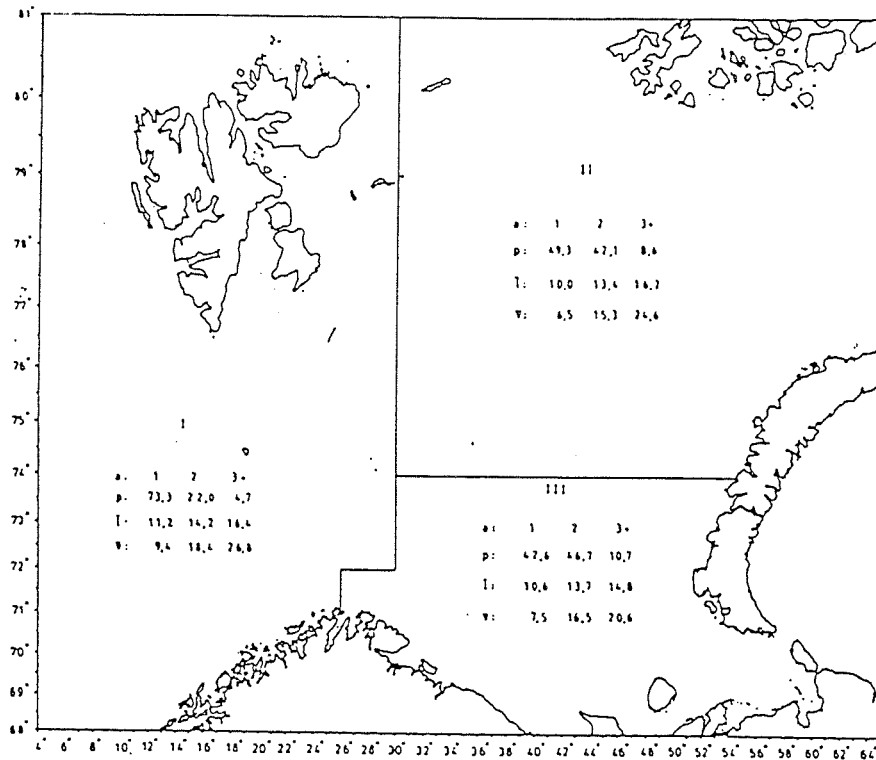 81°
80°
79°
78°
77°
76°
75°
74°
73°
72°
71°
70°
69°
68°
4° 6° 8° 10° 12° 14° 16° 18° 20° 22° 24° 26° 28° 30° 32° 34° 36° 38° 40° 42° 44° 46° 48° 50° 52° 54° 56° 58° 60° 62° 64°
II
a: 1 2 3+
p: 49,3 42,1 8,6
l̄: 10,0 13,4 16,2
v̄: 6,5 15,3 24,6
I
a. 1 2 3+
p. 73,3 22,0 4,7
l̄. 11,2 14,2 16,4
v̄: 9,4 18,4 26,8
III
a: 1 2 3+
p: 42,6 46,7 10,7
l̄: 10,6 13,7 14,8
v̄: 7,5 16,5 20,6